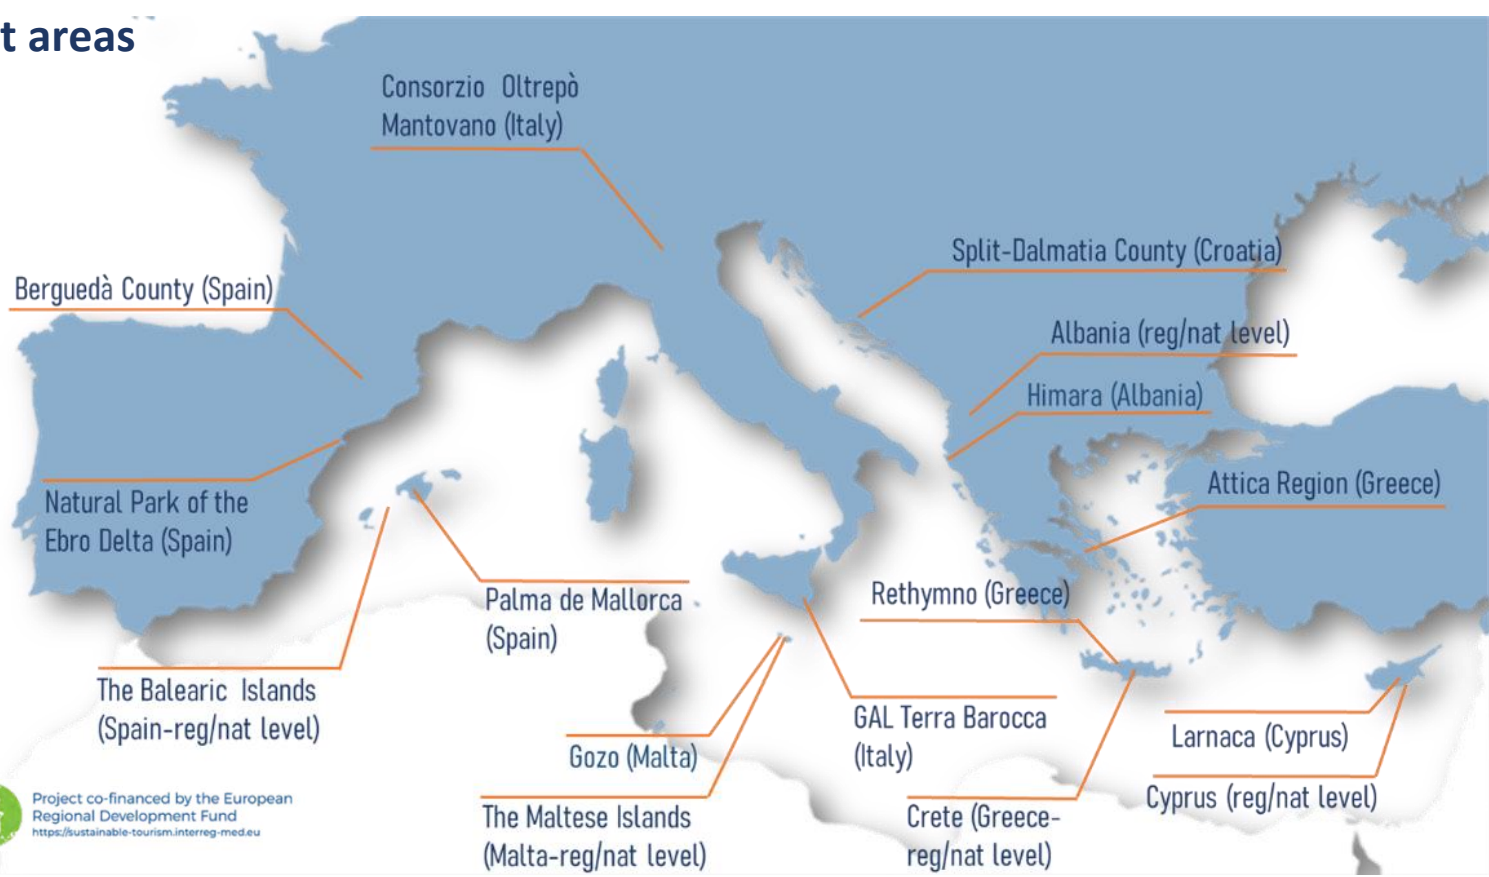 t areas
Consorzio Oltrepò
Mantovano (Italy)
Split-Dalmatia County (Croatia)
Berguedà County (Spain)
Albania (reg/nat level)
Himara (Albania)
Attica Region (Greece)
Natural Park of the
Ebro Delta (Spain)
Rethymno (Greece)
Palma de Mallorca
(Spain)
The Balearic Islands
(Spain-reg/nat level)
GAL Terra Barocca
(Italy)
Larnaca (Cyprus)
Gozo (Malta)
Cyprus (reg/nat level)
The Maltese Islands
(Malta-reg/nat level)
Crete (Greece-
reg/nat level)
Project co-financed by the European
Regional Development Fund
https://sustainable-tourism.interreg-med.eu